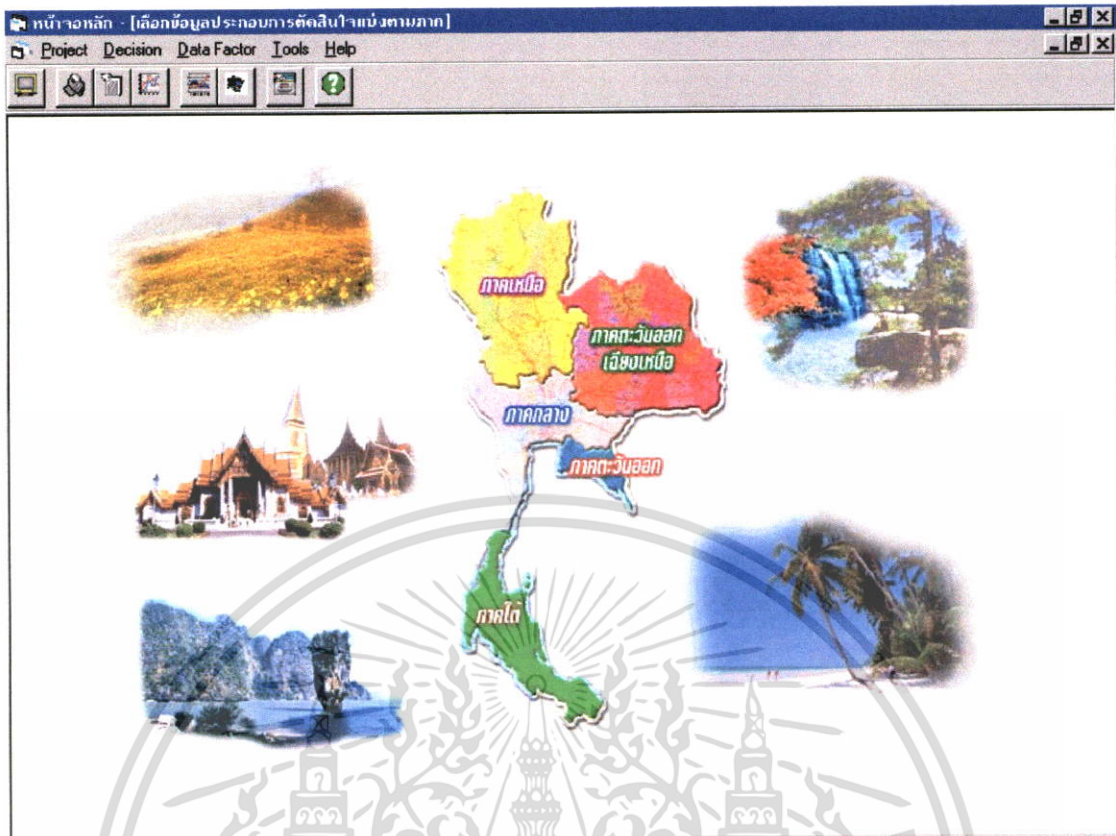 หน้าจอหลัก - [เลือกข้อมูลประกอบการตัดสินใจแบ่งตามภาค]
Project Decision Data Factor Tools Help
ภาคเหนือ
ภาคตะวันออก
เฉียงเหนือ
ภาคกลาง
ภาคตะวันออก
ภาคใต้